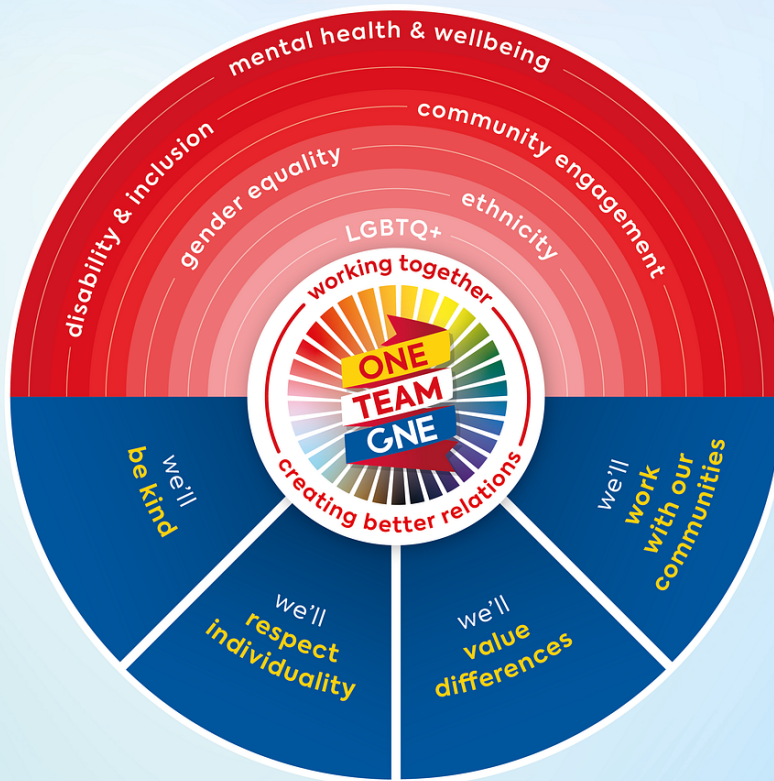 mental health & wellbeing
disability & inclusion
community engagement
gender equality
ethnicity
LGBTQ+
working together
ONE
TEAM
GNE
creating better relations
we'll
be kind
we'll
respect
individuality
we'll
value
differences
we'll
work
with our
communities